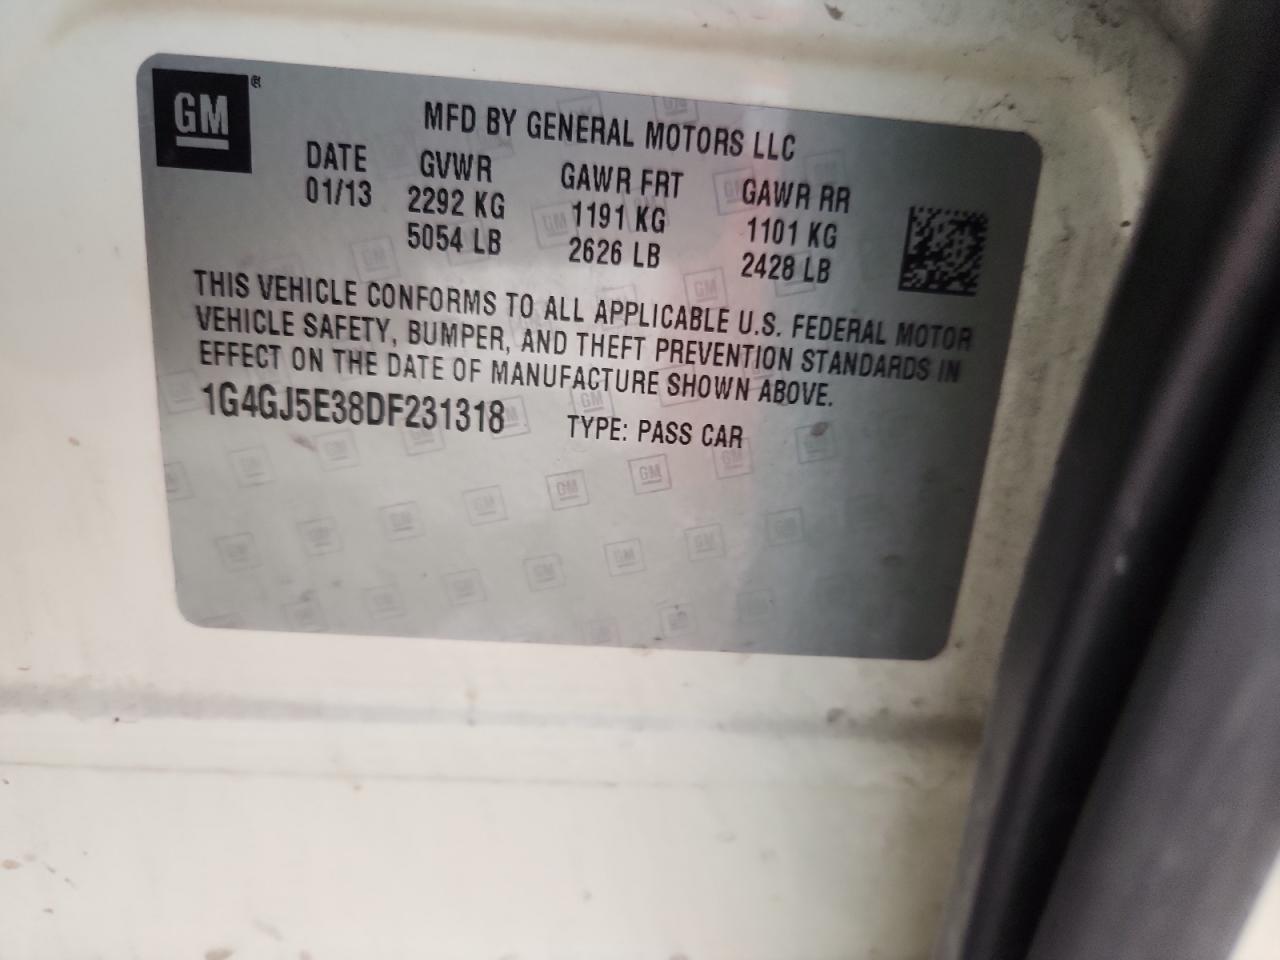 GM®
MFD BY GENERAL MOTORS LLC
DATE GVWR GAWR FRT GAWR RR
01/13 2292 KG 1191 KG 1101 KG
5054 LB 2626 LB 2428 LB
THIS VEHICLE CONFORMS TO ALL APPLICABLE U.S. FEDERAL MOTOR
VEHICLE SAFETY, BUMPER, AND THEFT PREVENTION STANDARDS IN
EFFECT ON THE DATE OF MANUFACTURE SHOWN ABOVE.
1G4GJ5E38DF231318 TYPE: PASS CAR